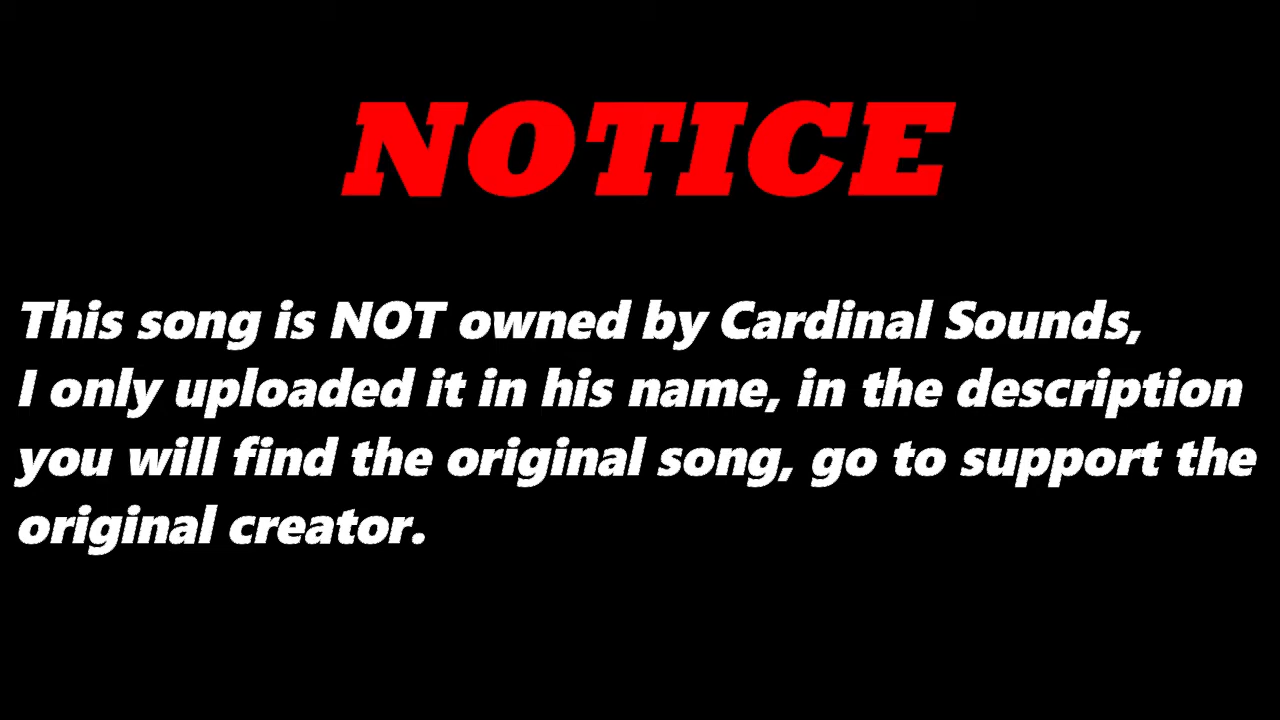 NOTICE
This song is NOT owned by Cardinal Sounds,
I only uploaded it in his name, in the description
you will find the original song, go to support the
original creator.